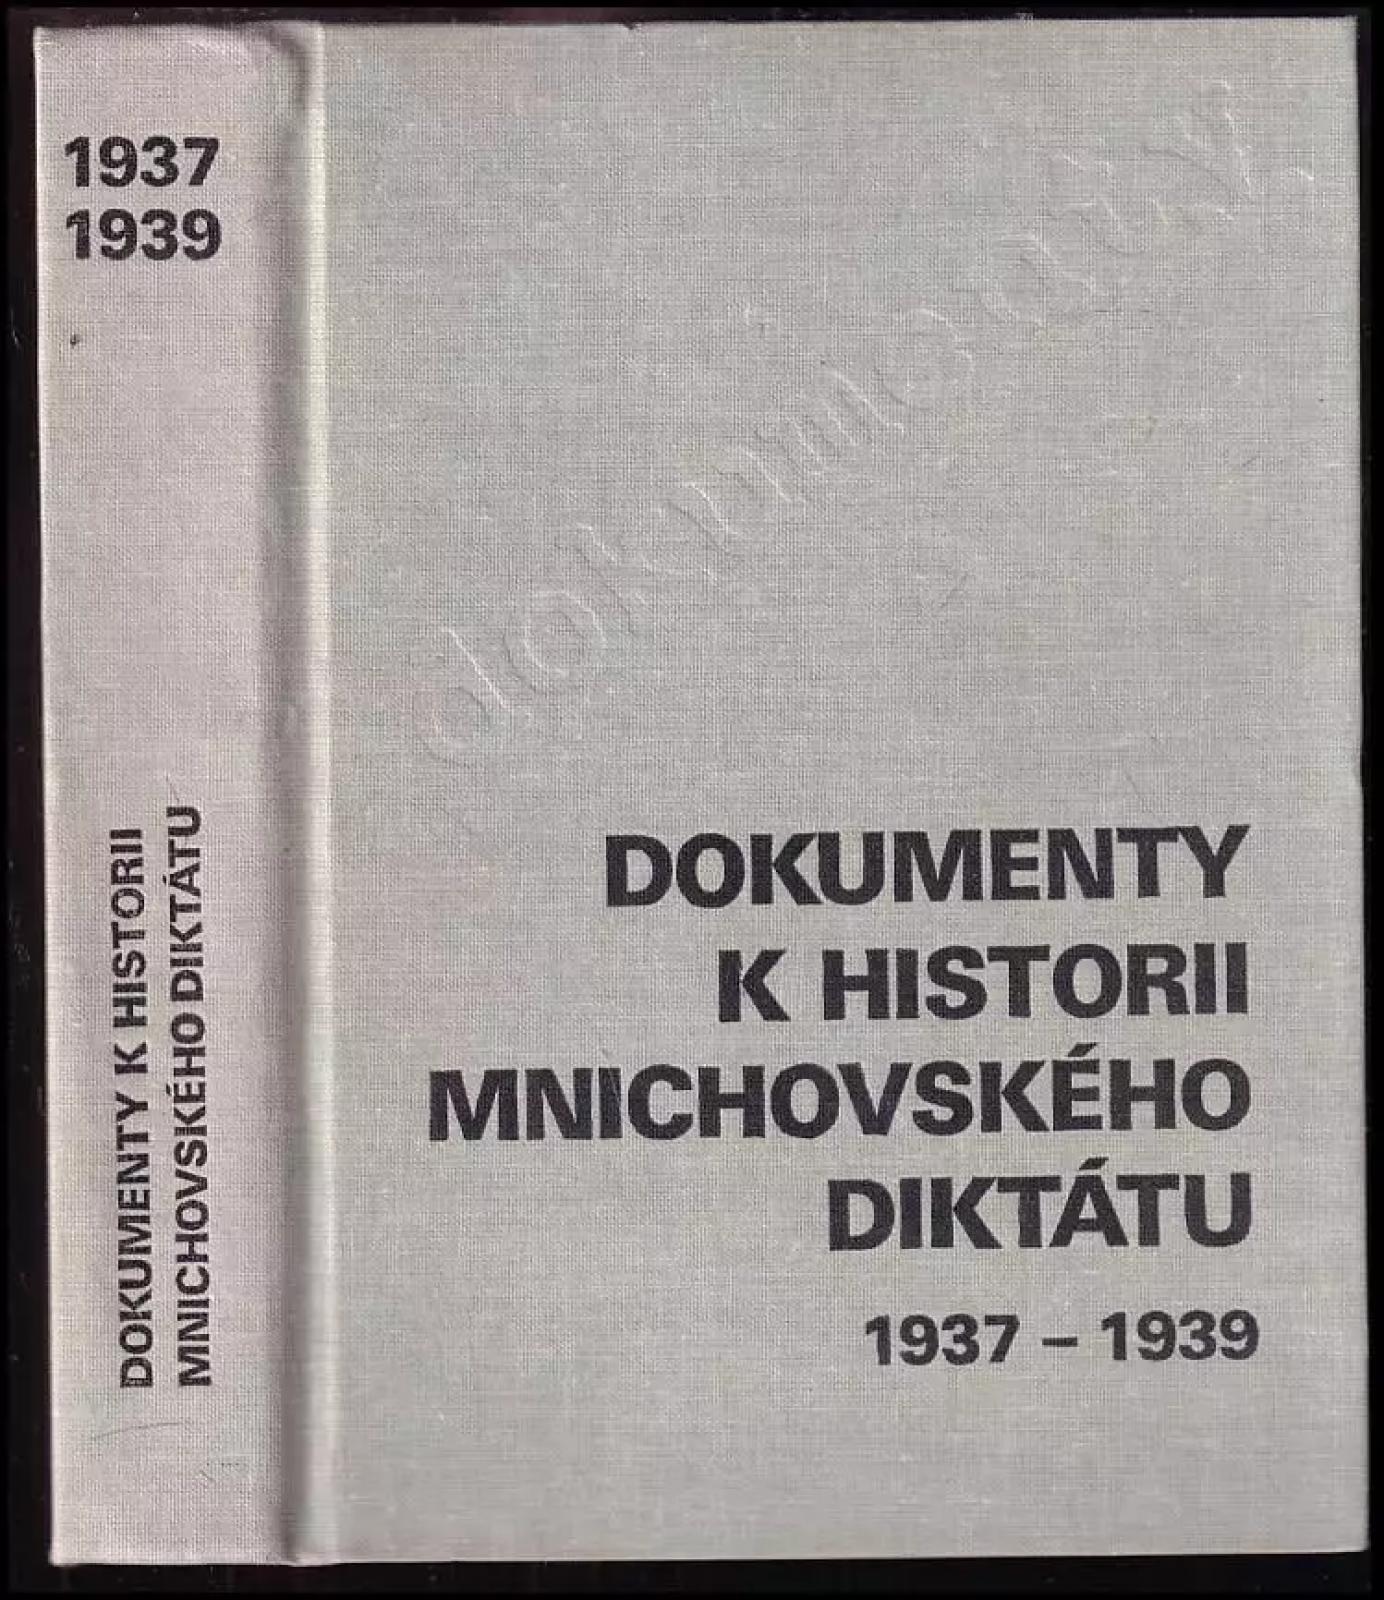 1937
1939
DOKUMENTY K HISTORII
MNICHOVSKÉHO DIKTÁTU
DOKUMENTY
K HISTORII
MNICHOVSKÉHO
DIKTÁTU
1937 – 1939